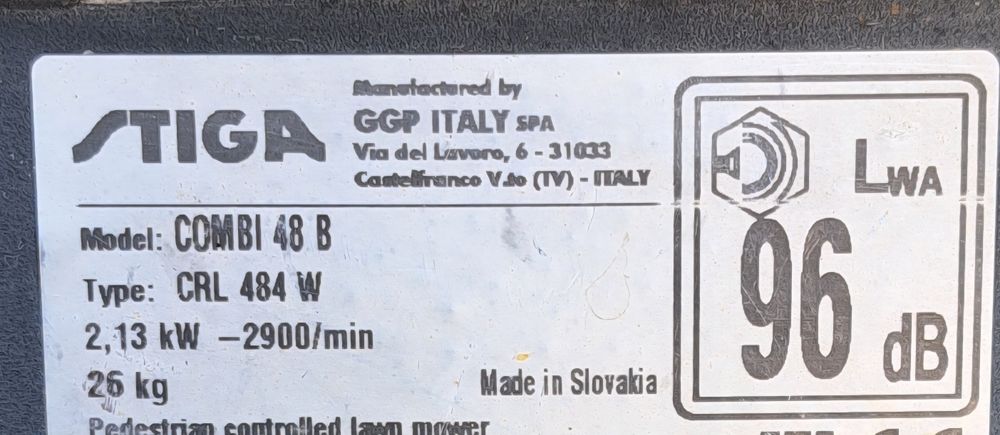 STIGA
Manufactured by
GGP ITALY SPA
Via del Lavoro, 6 - 31033
Castelfranco V.to (TV) - ITALY
Model: COMBI 48 B
Type: CRL 484 W
2,13 kW –2900/min
26 kg
Made in Slovakia
Pedestrian controlled lawn mower
LWA
96 dB